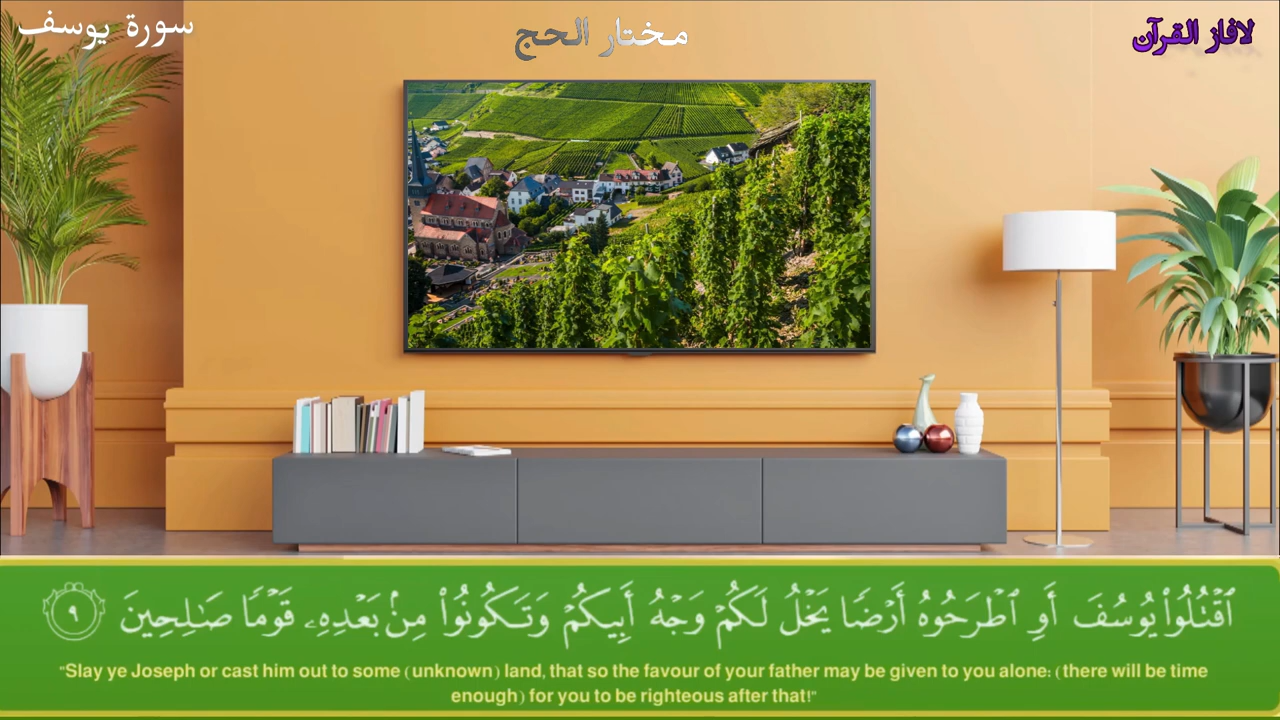 سورة يوسف
مختار الحج
لافاز القرآن
ٱقۡتُلُواْ يُوسُفَ أَوِ ٱطۡرَحُوهُ أَرۡضٗا يَخۡلُ لَكُمۡ وَجۡهُ أَبِيكُمۡ وَتَكُونُواْ مِنۢ بَعۡدِهِۦ قَوۡمٗا صَٰلِحِينَ ٩
"Slay ye Joseph or cast him out to some (unknown) land, that so the favour of your father may be given to you alone: (there will be time
enough) for you to be righteous after that!"